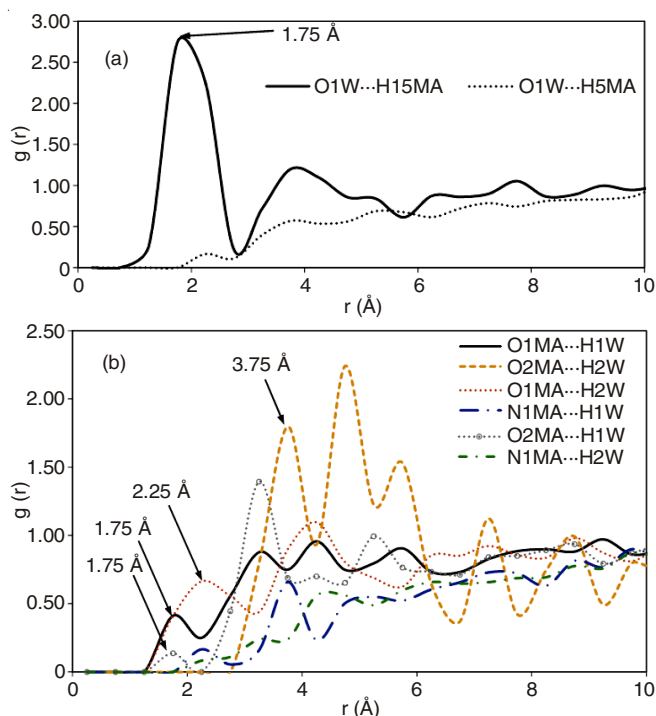 3.00
1.75 Å
(a)
2.50
O1W···H15MA
O1W···H5MA
2.00
g (r)
1.50
1.00
0.50
0
0
2
4
6
8
10
r (Å)
2.50
(b)
O1MA···H1W
O2MA···H2W
O1MA···H2W
N1MA···H1W
O2MA···H1W
N1MA···H2W
3.75 Å
2.00
g (r)
1.50
2.25 Å
1.75 Å
1.00
1.75 Å
0.50
0
0
2
4
6
8
10
r (Å)